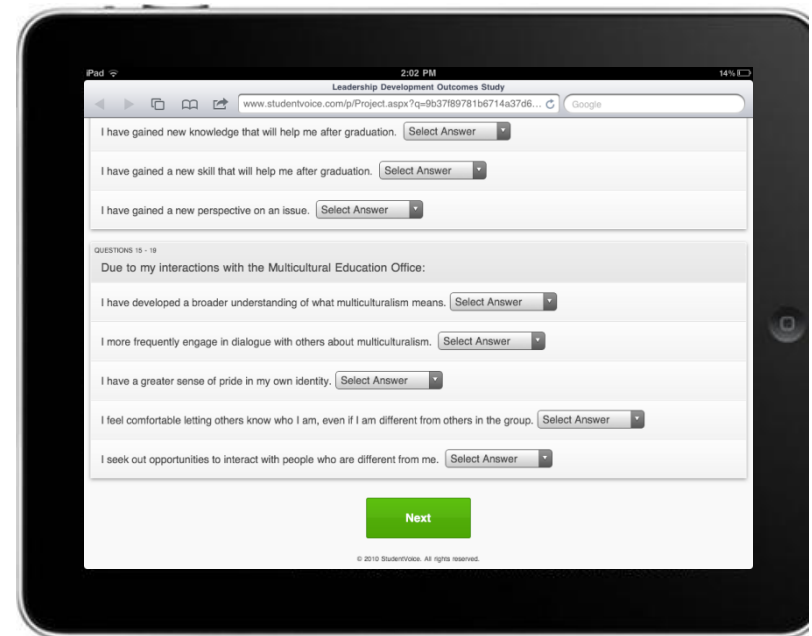 iPad 2:02 PM 14%
Leadership Development Outcomes Study
www.studentvoice.com/p/Project.aspx?q=9b37f89781b6714a37d6... Google
I have gained new knowledge that will help me after graduation. Select Answer
I have gained a new skill that will help me after graduation. Select Answer
I have gained a new perspective on an issue. Select Answer
QUESTIONS 15 - 19
Due to my interactions with the Multicultural Education Office:
I have developed a broader understanding of what multiculturalism means. Select Answer
I more frequently engage in dialogue with others about multiculturalism. Select Answer
I have a greater sense of pride in my own identity. Select Answer
I feel comfortable letting others know who I am, even if I am different from others in the group. Select Answer
I seek out opportunities to interact with people who are different from me. Select Answer
Next
© 2010 StudentVoice. All rights reserved.